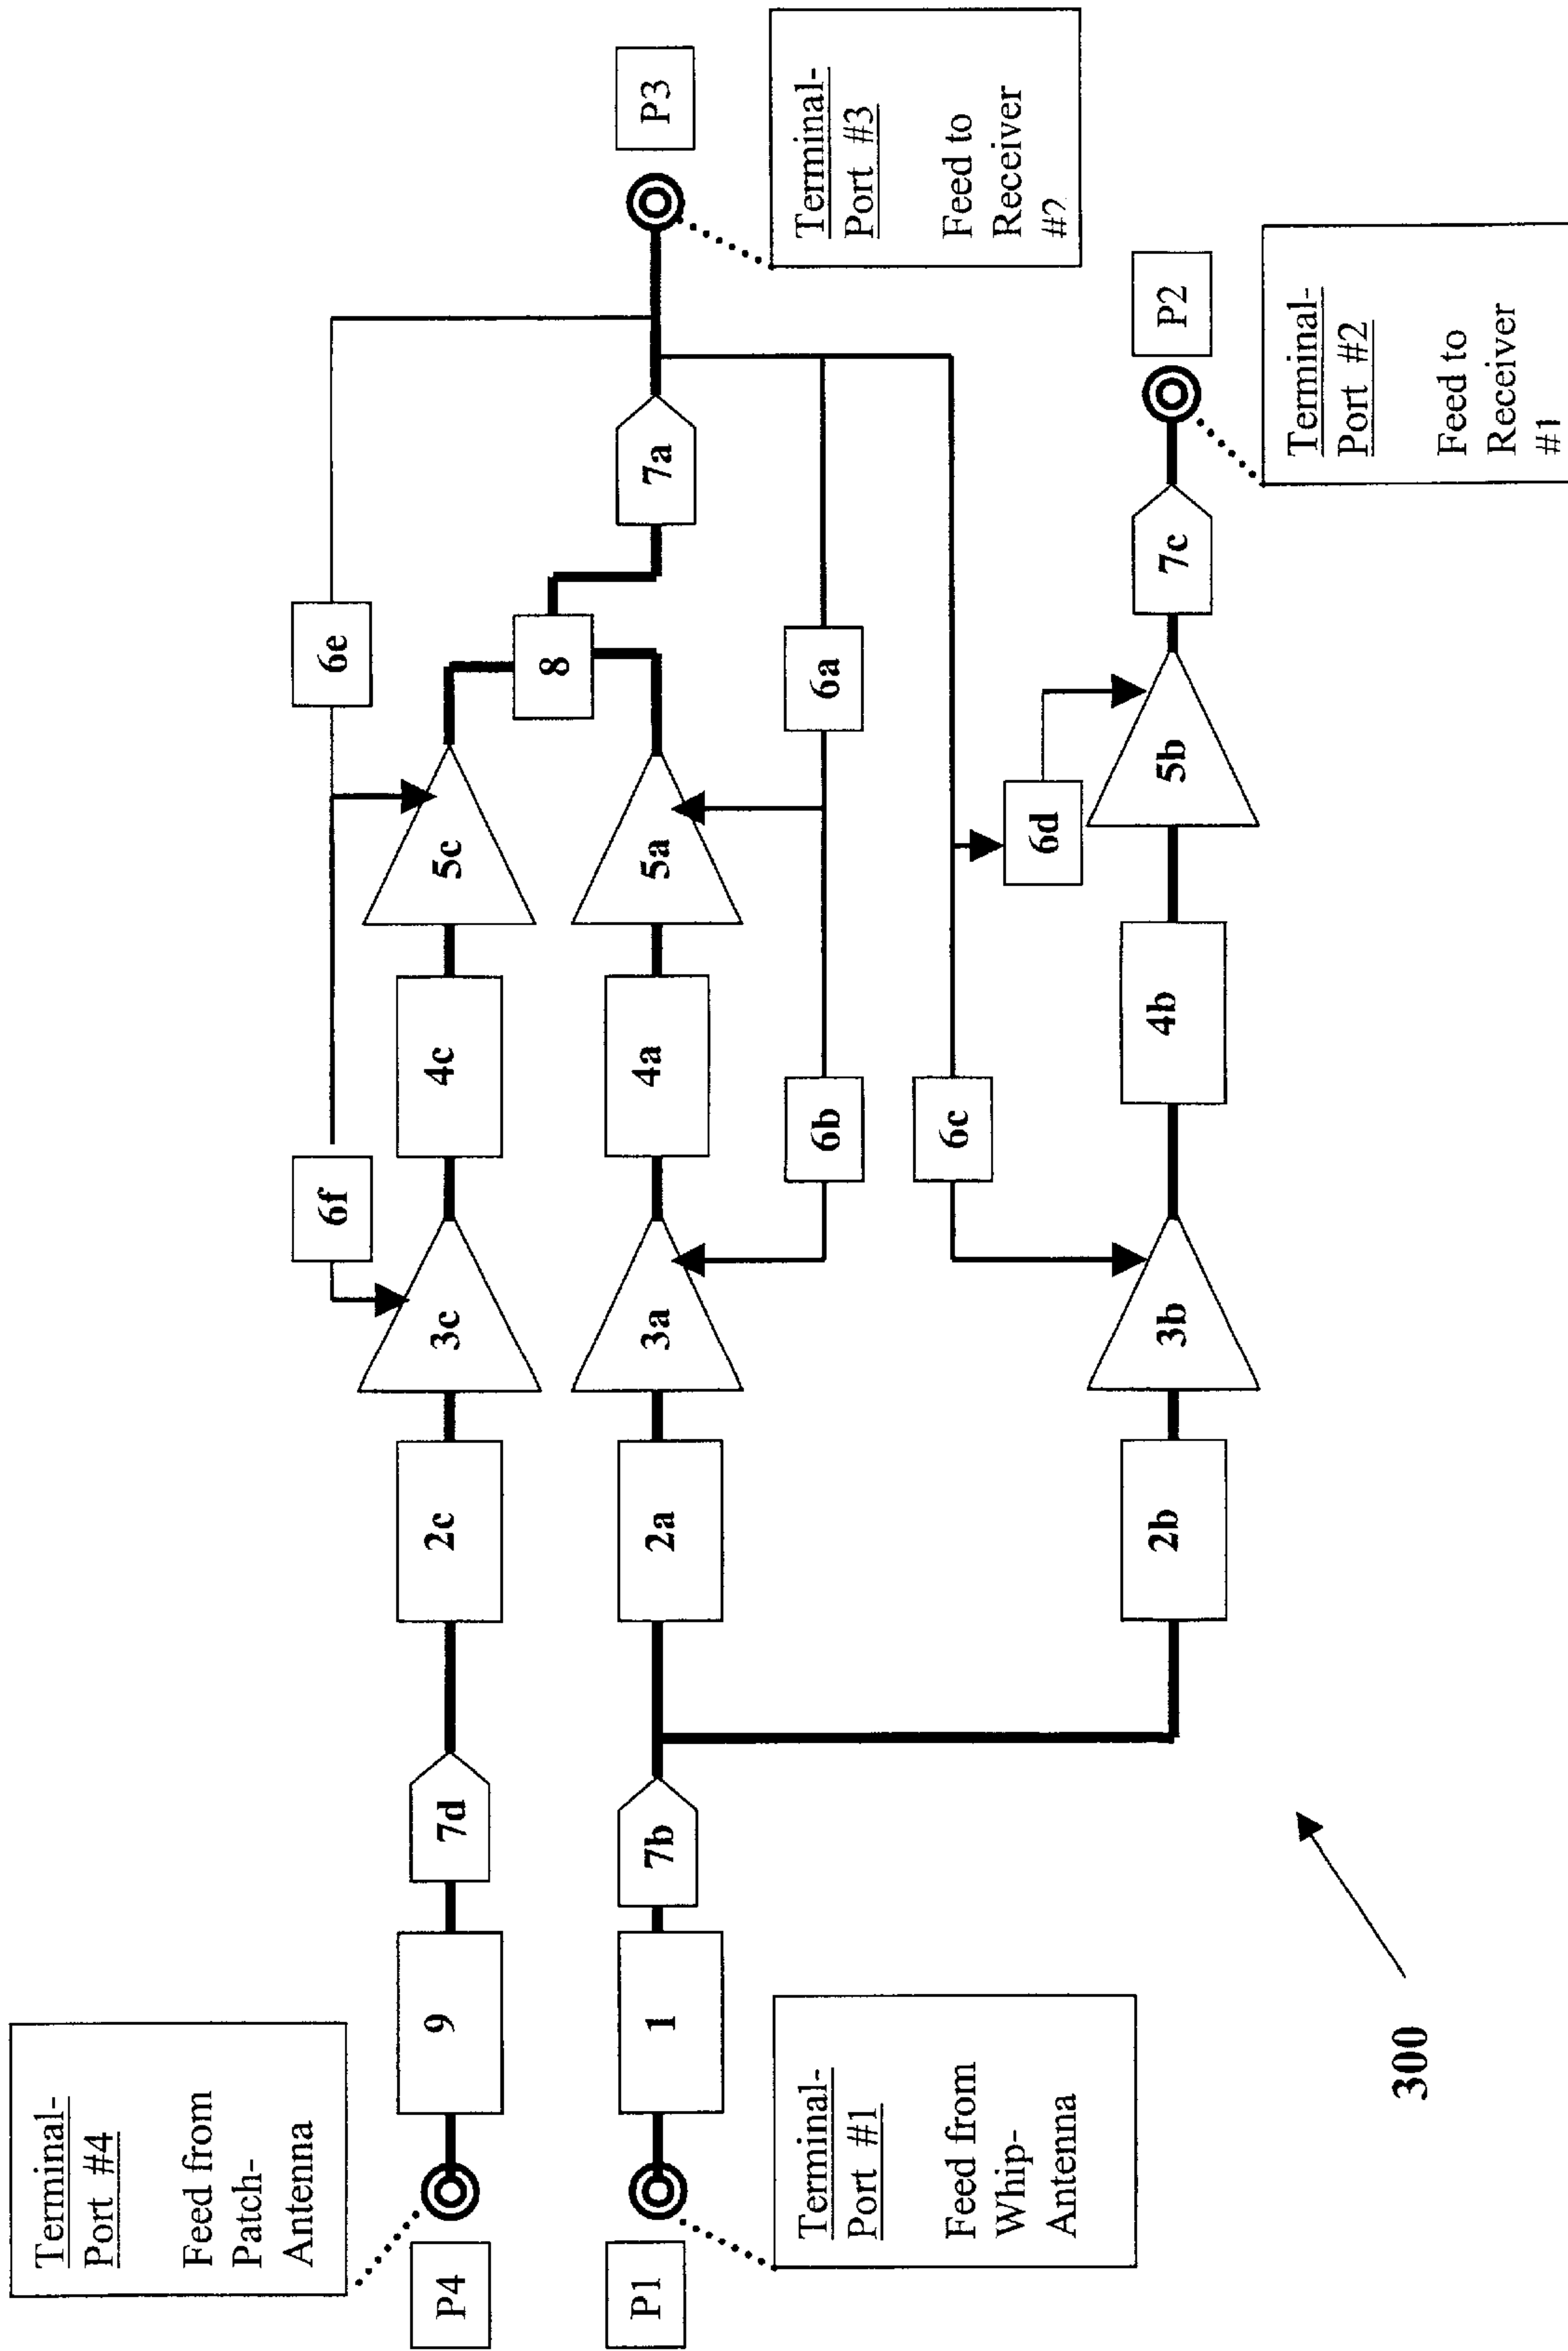 Terminal-
Port #4
Feed from
Patch-
Antenna
P4
9
7d
2c
3c
6f
4c
5c
6e
8
P1
1
7b
2a
3a
4a
5a
7a
P3
Terminal-
Port #3
Feed to
Receiver
#2
Terminal-
Port #1
Feed from
Whip-
Antenna
6b
6a
6c
6d
2b
3b
4b
5b
7c
P2
Terminal-
Port #2
Feed to
Receiver
#1
300